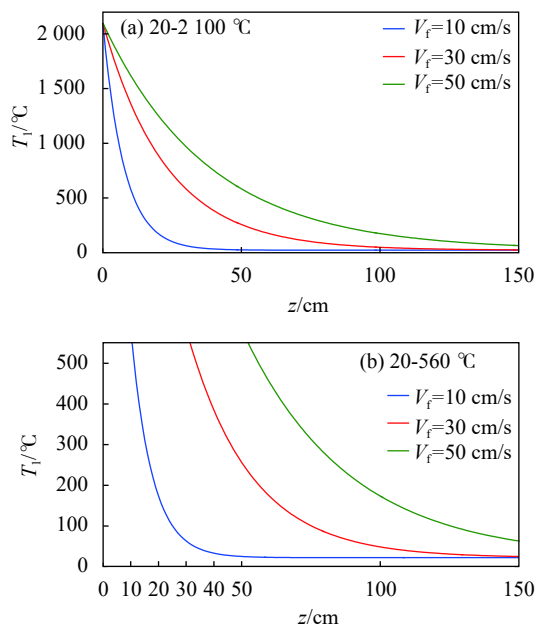 (a) 20-2 100 ℃
V_f=10 cm/s
V_f=30 cm/s
V_f=50 cm/s
T_1/℃
2 000
1 500
1 000
500
0
0 50 100 150
z/cm
(b) 20-560 ℃
V_f=10 cm/s
V_f=30 cm/s
V_f=50 cm/s
T_1/℃
500
400
300
200
100
0
0 10 20 30 40 50 100 150
z/cm